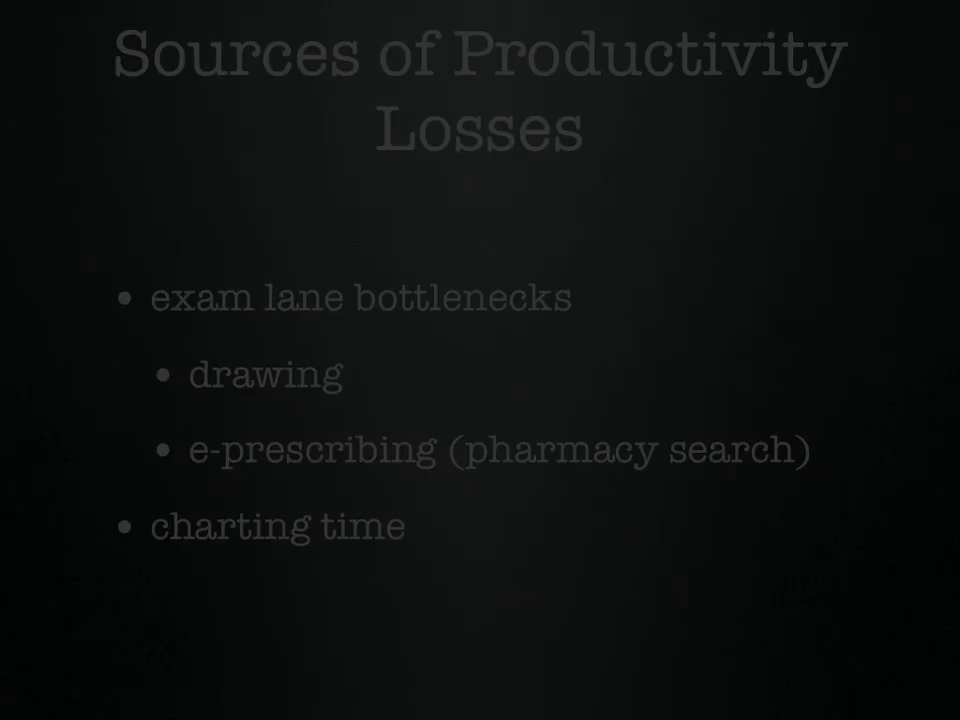 Sources of Productivity
Losses
• exam lane bottlenecks
• drawing
• e-prescribing (pharmacy search)
• charting time